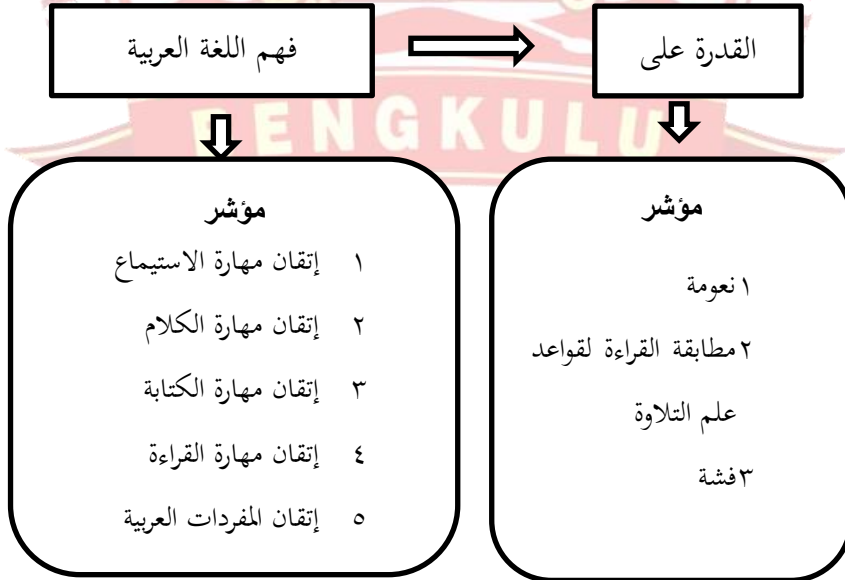 القدرة على
فهم اللغة العربية
BENGKULU
مؤشر
١ نعومة
٢ مطابقة القراءة لقواعد
علم التلاوة
٣ فشة
مؤشر
١ إتقان مهارة الاستيماع
٢ إتقان مهارة الكلام
٣ إتقان مهارة الكتابة
٤ إتقان مهارة القراءة
٥ إتقان المفردات العربية